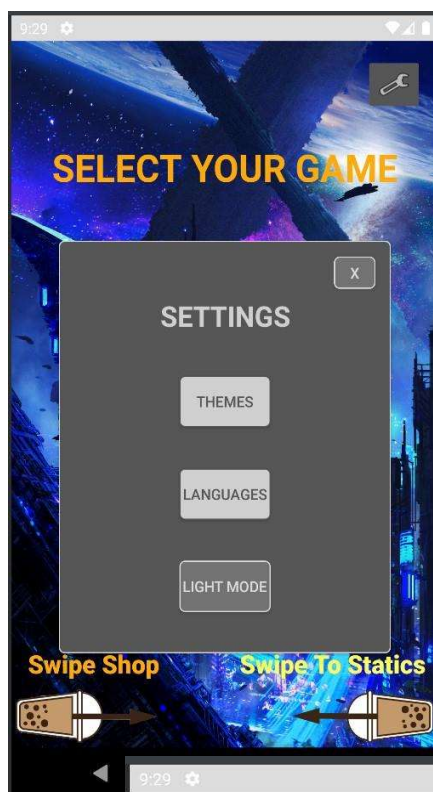 9:29
SELECT YOUR GAME
X
SETTINGS
THEMES
LANGUAGES
LIGHT MODE
Swipe Shop
Swipe To Statics
9:29